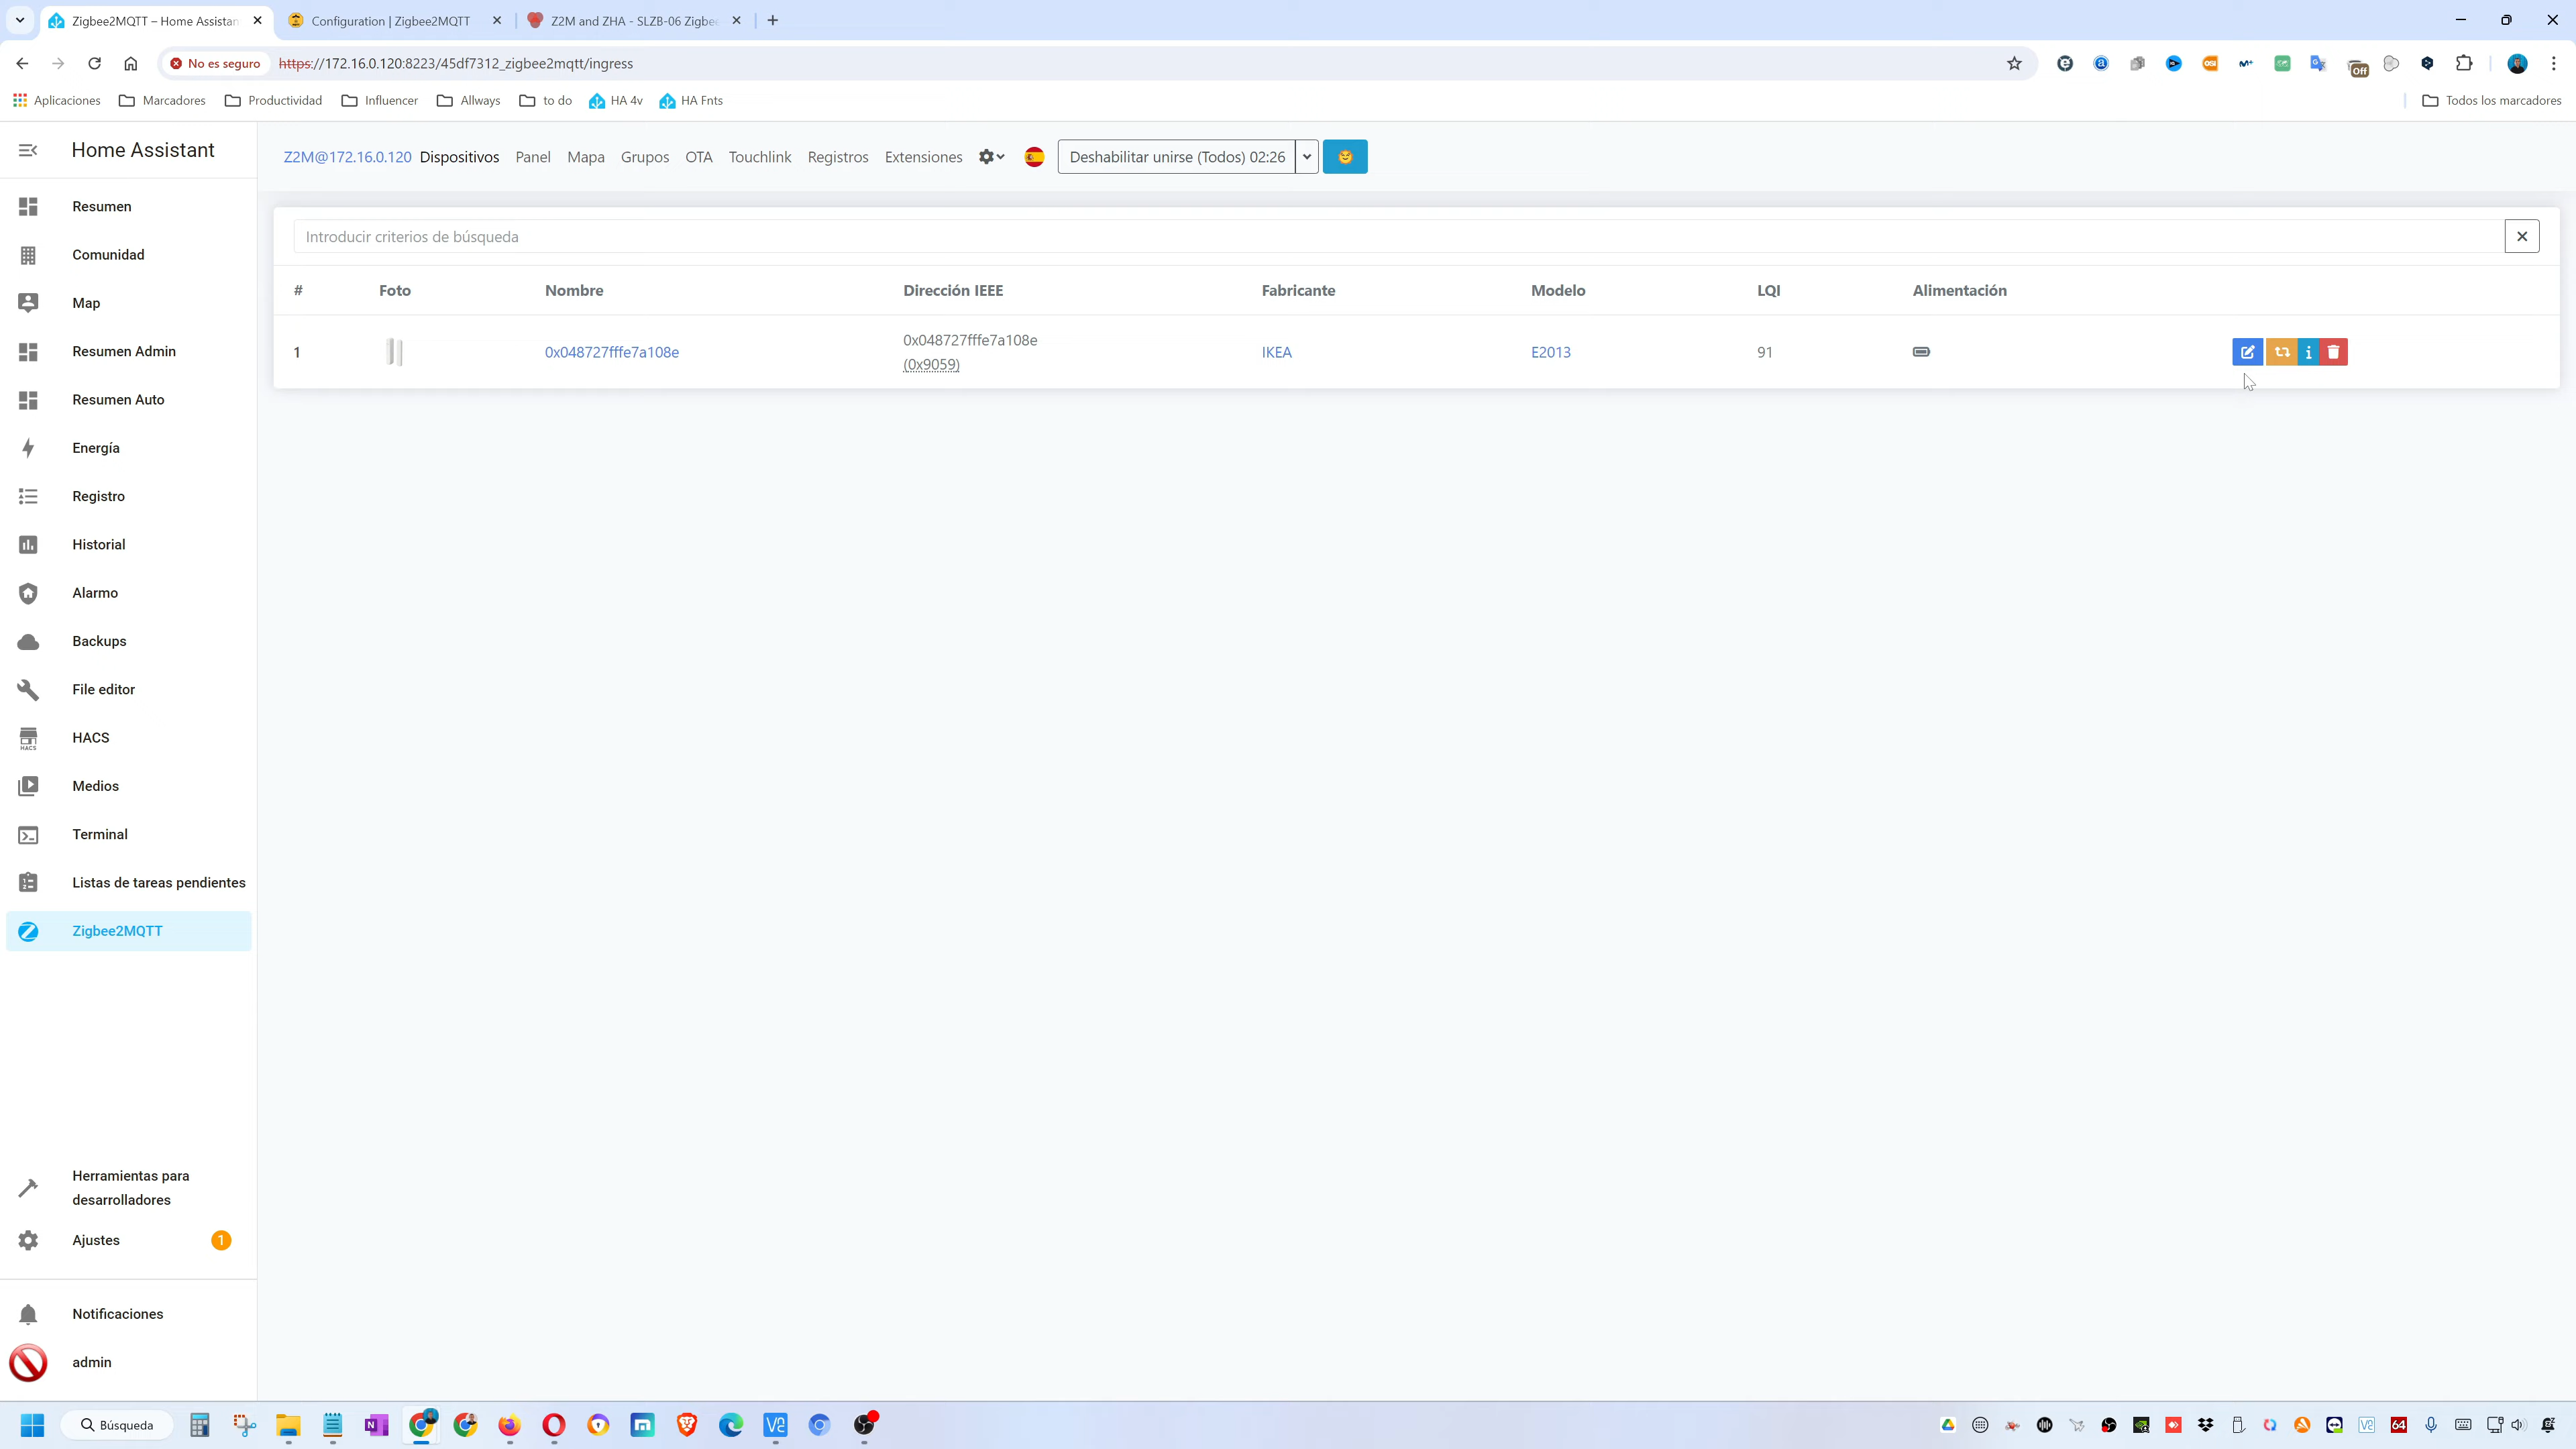 Zigbee2MQTT – Home Assistan
Configuration | Zigbee2MQTT
Z2M and ZHA - SLZB-06 Zigbe
No es seguro
https://172.16.0.120:8223/45df7312_zigbee2mqtt/ingress
Off
Aplicaciones
Marcadores
Productividad
Influencer
Allways
to do
HA 4v
HA Fnts
Todos los marcadores
Home Assistant
Z2M@172.16.0.120
Dispositivos
Panel
Mapa
Grupos
OTA
Touchlink
Registros
Extensiones
Deshabilitar unirse (Todos) 02:26
Introducir criterios de búsqueda
# Foto Nombre Dirección IEEE Fabricante Modelo LQI Alimentación
1 0x048727fffe7a108e 0x048727fffe7a108e IKEA E2013 91
(0x9059)
Resumen
Comunidad
Map
Resumen Admin
Resumen Auto
Energía
Registro
Historial
Alarmo
Backups
File editor
HACS
HACS
Medios
Terminal
Listas de tareas pendientes
Zigbee2MQTT
Herramientas para
desarrolladores
Ajustes
1
Notificaciones
admin
Búsqueda
64